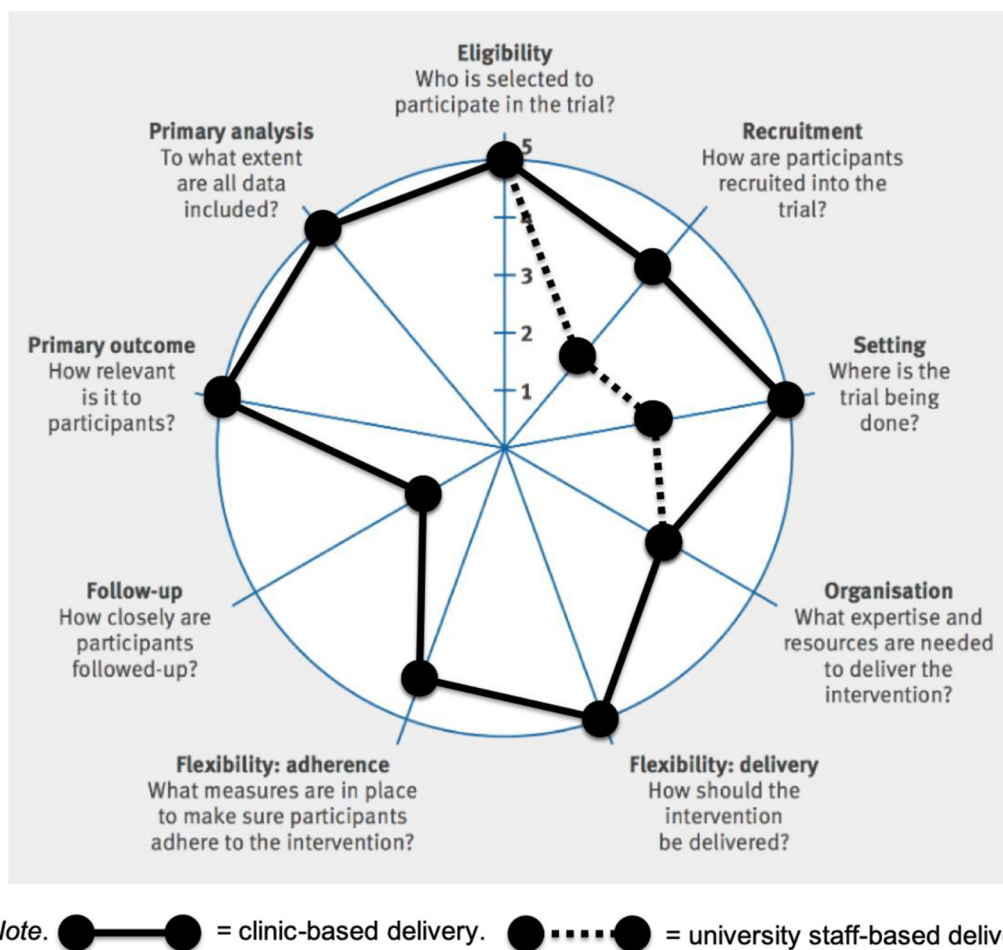 Eligibility
Who is selected to
participate in the trial?
Primary analysis
To what extent
are all data
included?
Recruitment
How are participants
recruited into the
trial?
5
4
3
2
1
Primary outcome
How relevant
is it to
participants?
Setting
Where is the
trial being
done?
Follow-up
How closely are
participants
followed-up?
Organisation
What expertise and
resources are needed
to deliver the
intervention?
Flexibility: adherence
What measures are in place
to make sure participants
adhere to the intervention?
Flexibility: delivery
How should the
intervention
be delivered?
= clinic-based delivery. = university staff-based